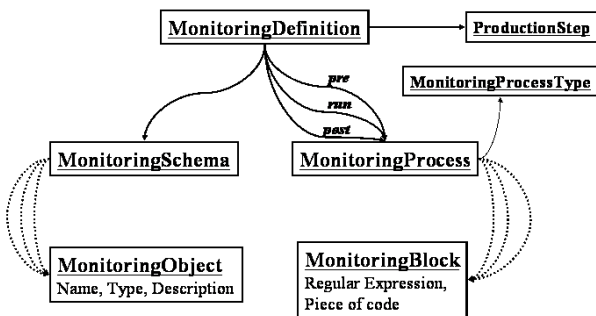 MonitoringDefinition
ProductionStep
pre
MonitoringProcessType
run
post
MonitoringSchema
MonitoringProcess
MonitoringObject
Name, Type, Description
MonitoringBlock
Regular Expression,
Piece of code